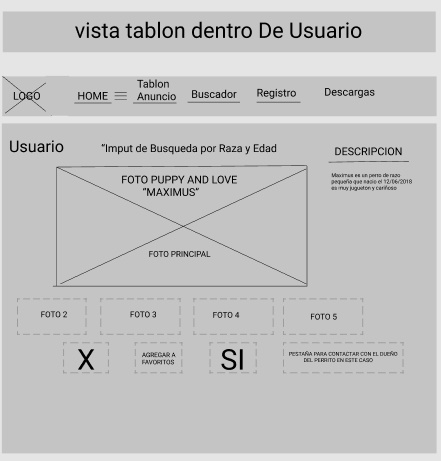 vista tablon dentro De Usuario
LOGO
HOME
Tablon
Anuncio
Buscador
Registro
Descargas
Usuario
“Imput de Busqueda por Raza y Edad
DESCRIPCION
Maximus es un perro de razo
pequeña que nacio el 12/06/2018
es muy jugueton y cariñoso
FOTO PUPPY AND LOVE
“MAXIMUS”
FOTO PRINCIPAL
FOTO 2
FOTO 3
FOTO 4
FOTO 5
X
AGREGAR A
FAVORITOS
SI
PESTAÑA PARA CONTACTAR CON EL DUEÑO
DEL PERRITO EN ESTE CASO